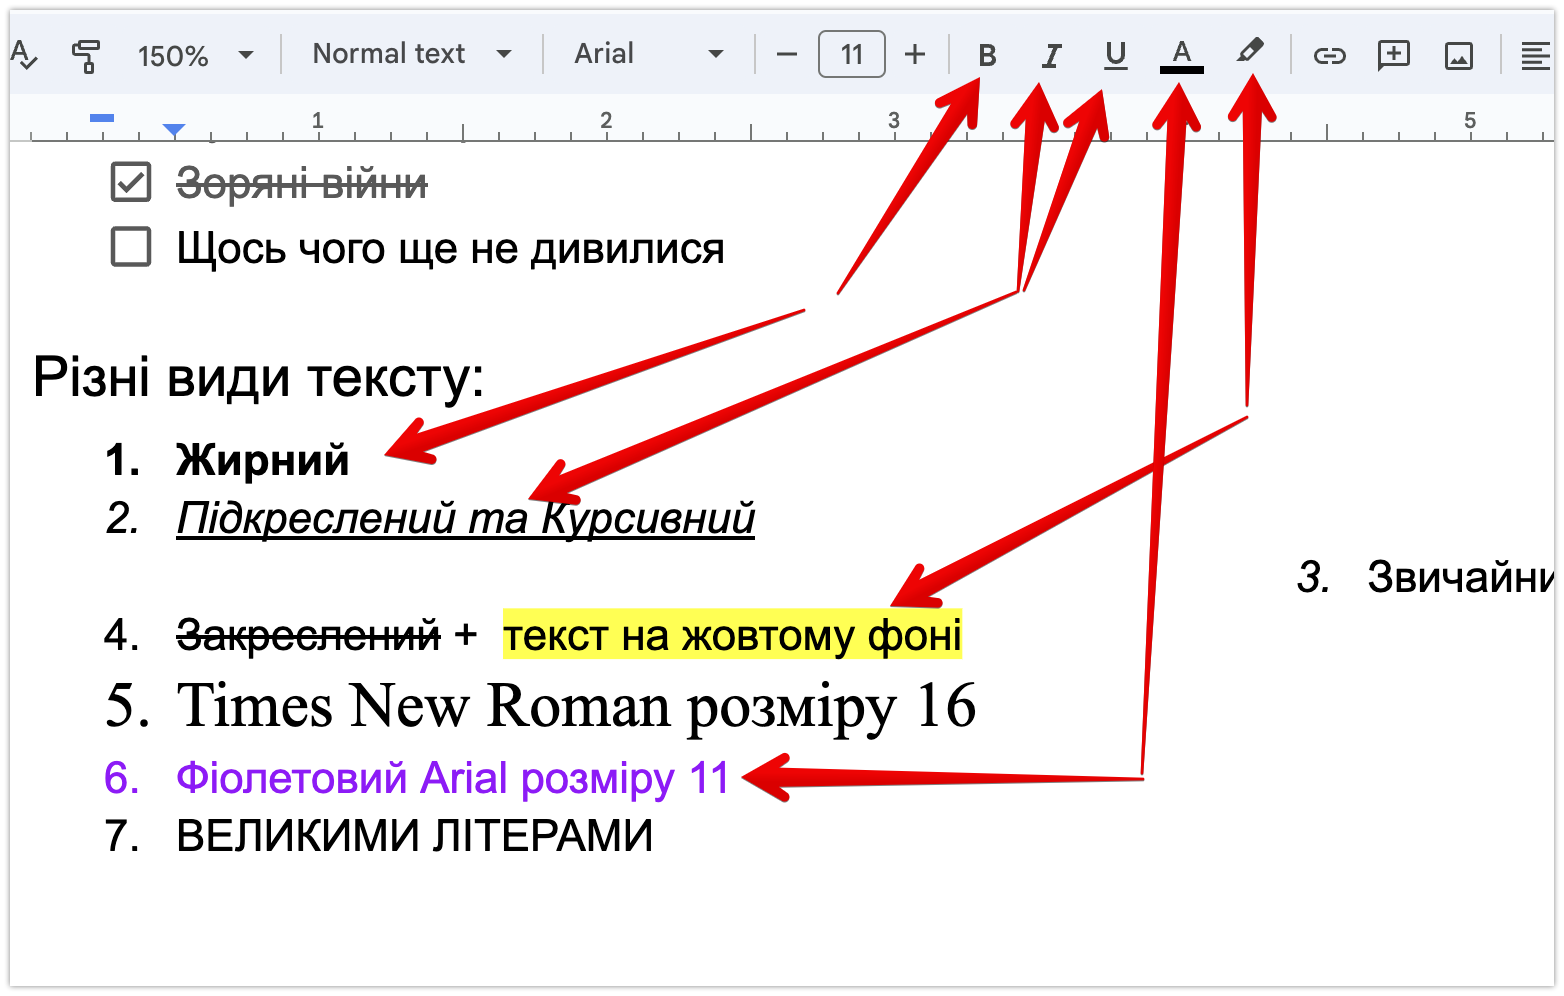 150% Normal text Arial 11 B I U A
1 2 3 5
Зоряні війни
Щось чого ще не дивилися
Різні види тексту:
1. Жирний
2. Підкреслений та Курсивний
3. Звичайни
4. Закреслений + текст на жовтому фоні
5. Times New Roman розміру 16
6. Фіолетовий Arial розміру 11
7. ВЕЛИКИМИ ЛІТЕРАМИ